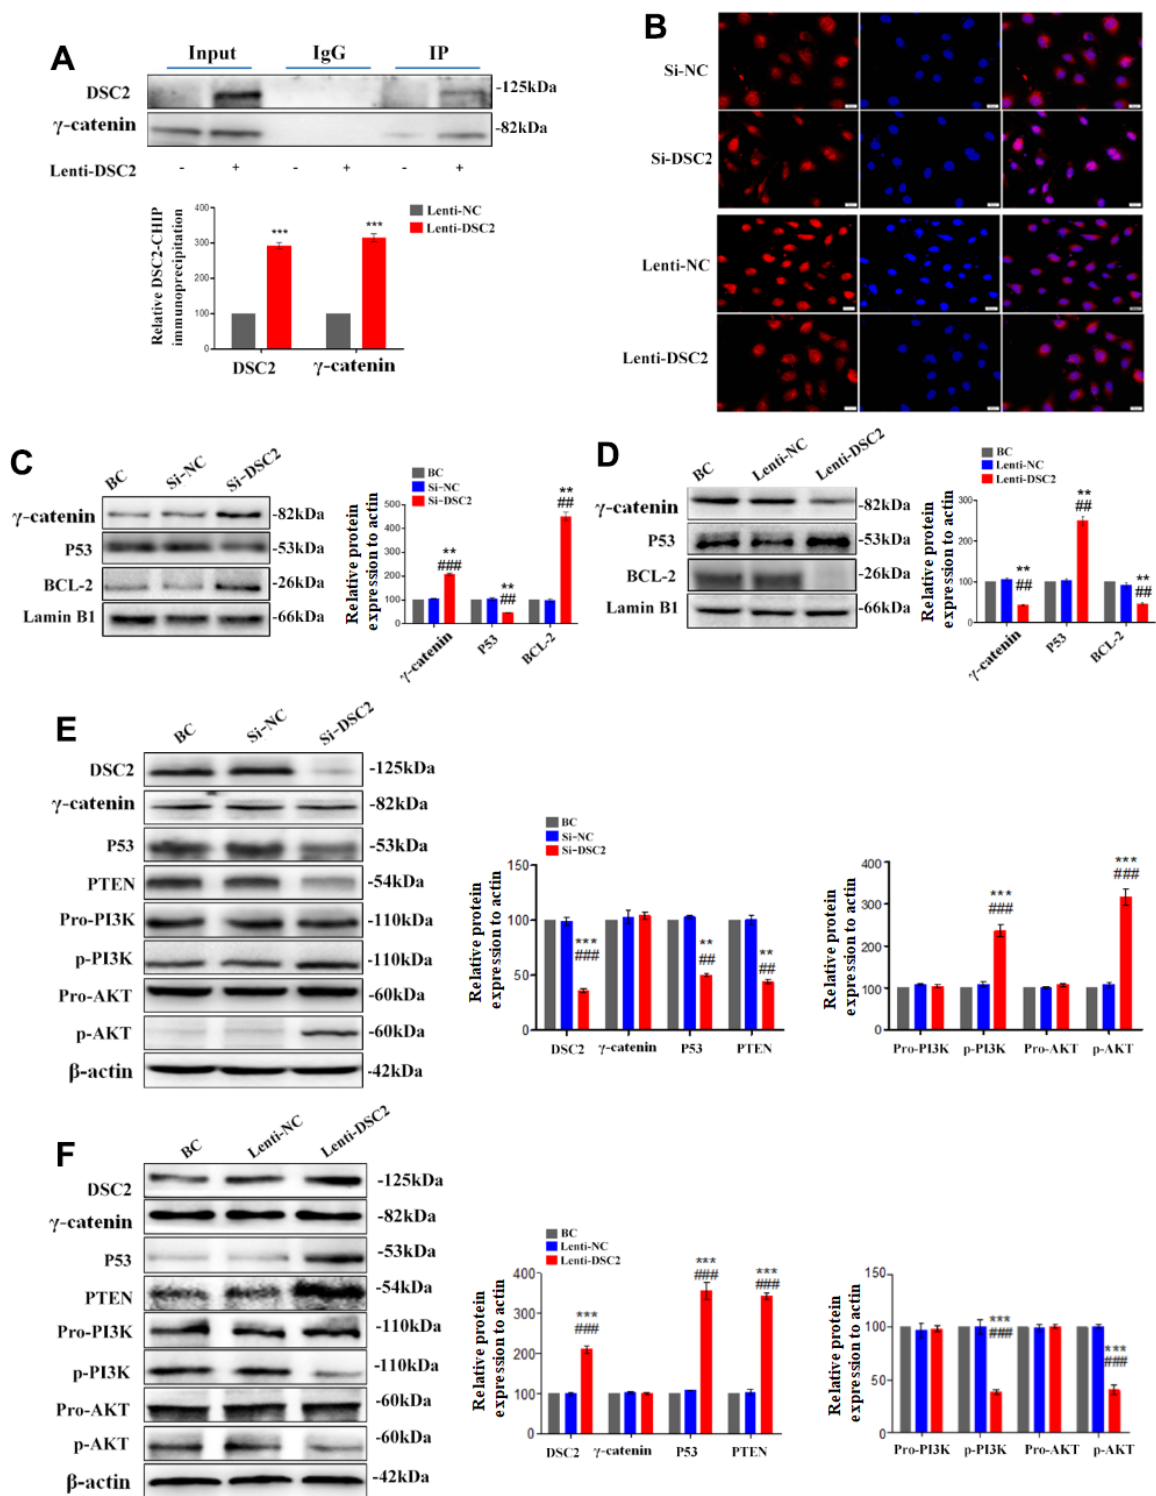 A
Input IgG IP
DSC2 -125kDa
γ-catenin -82kDa
Lenti-DSC2 - + - + - +
Relative DSC2-CHIP
immunoprecipitation
400
300
200
100
0
*** ***
Lenti-NC
Lenti-DSC2
DSC2 γ-catenin
B
Si-NC
Si-DSC2
Lenti-NC
Lenti-DSC2
C
BC Si-NC Si-DSC2
γ-catenin -82kDa
P53 -53kDa
BCL-2 -26kDa
Lamin B1 -66kDa
BC
Si-NC
Si-DSC2
Relative protein
expression to actin
500
400
300
200
100
0
** ** **
### ## ##
γ-catenin P53 BCL-2
D
BC Lenti-NC Lenti-DSC2
γ-catenin -82kDa
P53 -53kDa
BCL-2 -26kDa
Lamin B1 -66kDa
BC
Lenti-NC
Lenti-DSC2
Relative protein
expression to actin
300
200
100
0
** ** **
## ## ##
γ-catenin P53 BCL-2
E
BC Si-NC Si-DSC2
DSC2 -125kDa
γ-catenin -82kDa
P53 -53kDa
PTEN -54kDa
Pro-PI3K -110kDa
p-PI3K -110kDa
Pro-AKT -60kDa
p-AKT -60kDa
β-actin -42kDa
BC
Si-NC
Si-DSC2
Relative protein
expression to actin
150
100
50
0
*** ** **
### ## ##
DSC2 γ-catenin P53 PTEN
Relative protein
expression to actin
400
300
200
100
0
*** ***
### ###
Pro-PI3K p-PI3K Pro-AKT p-AKT
F
BC Lenti-NC Lenti-DSC2
DSC2 -125kDa
γ-catenin -82kDa
P53 -53kDa
PTEN -54kDa
Pro-PI3K -110kDa
p-PI3K -110kDa
Pro-AKT -60kDa
p-AKT -60kDa
β-actin -42kDa
BC
Lenti-NC
Lenti-DSC2
Relative protein
expression to actin
400
300
200
100
0
*** *** ***
### ### ###
DSC2 γ-catenin P53 PTEN
Relative protein
expression to actin
150
100
50
0
*** ***
### ###
Pro-PI3K p-PI3K Pro-AKT p-AKT